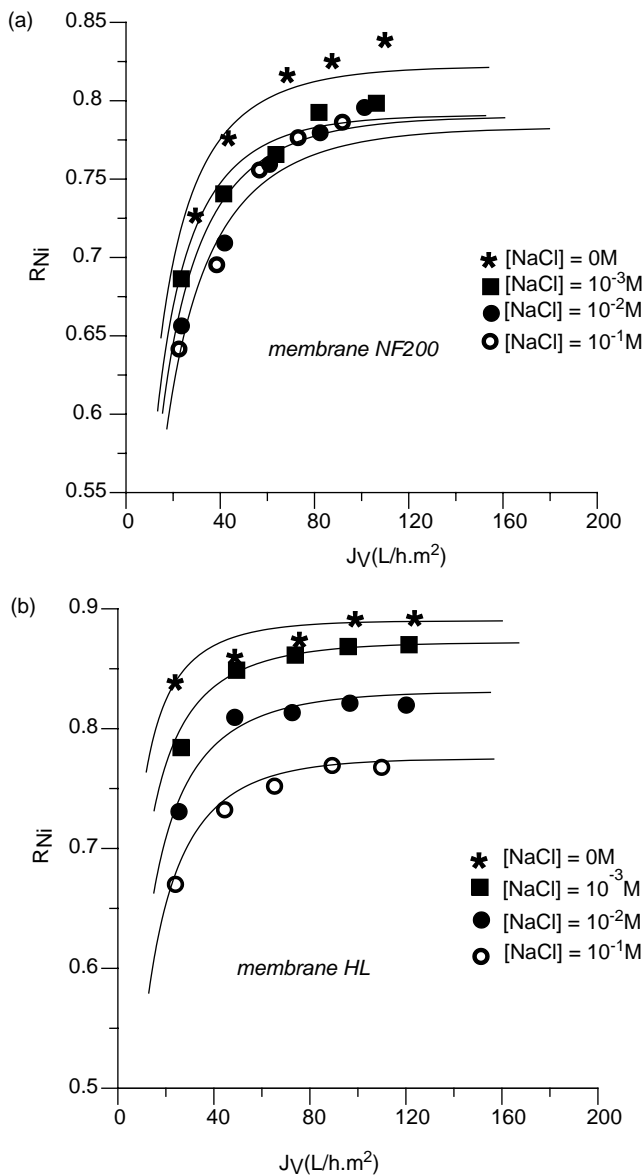 (a)
0.85
0.8
0.75
0.7
0.65
0.6
0.55
RNi
[NaCl] = 0M
[NaCl] = 10-3M
[NaCl] = 10-2M
[NaCl] = 10-1M
membrane NF200
0 40 80 120 160 200
JV(L/h.m²)
(b)
0.9
0.8
0.7
0.6
0.5
RNi
[NaCl] = 0M
[NaCl] = 10-3M
[NaCl] = 10-2M
[NaCl] = 10-1M
membrane HL
0 40 80 120 160 200
JV(L/h.m²)